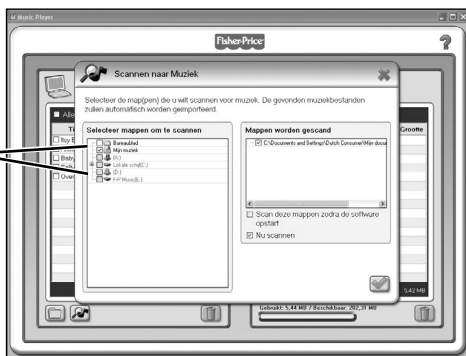 Music Player
Fisher-Price
?
Scannen naar Muziek
Selecteer de map(pen) die u wilt scannen voor muziek. De gevonden muziekbestanden
zullen automatisch worden geïmporteerd.
Selecteer mappen om te scannen
Bureaublad
Mijn muziek
(A:)
Lokale schijf(C:)
(D:)
F-P Music(E:)
Mappen worden gescand
C:\Documents and Settings\Dutch Consumer\Mijn docu
Scan deze mappen zodra de software
opstart
Nu scannen
Alle
Grootte
5,42 MB
Gebruikt: 5,44 MB / Beschikbaar: 202,31 MB